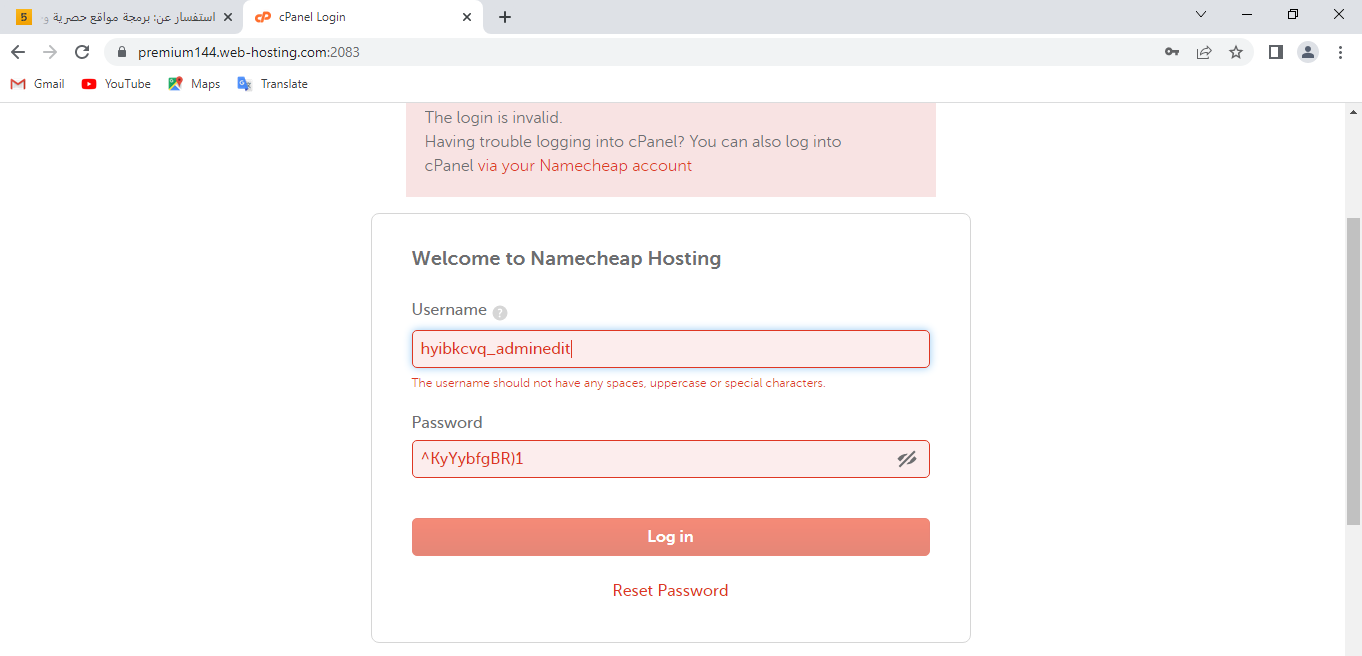 5 استفسار عن: برمجة مواقع حصرية و
cPanel Login
premium144.web-hosting.com:2083
Gmail YouTube Maps Translate
The login is invalid.
Having trouble logging into cPanel? You can also log into
cPanel via your Namecheap account
Welcome to Namecheap Hosting
Username ?
hyibkcvq_adminedit
The username should not have any spaces, uppercase or special characters.
Password
^KyYybfgBR)1
Log in
Reset Password